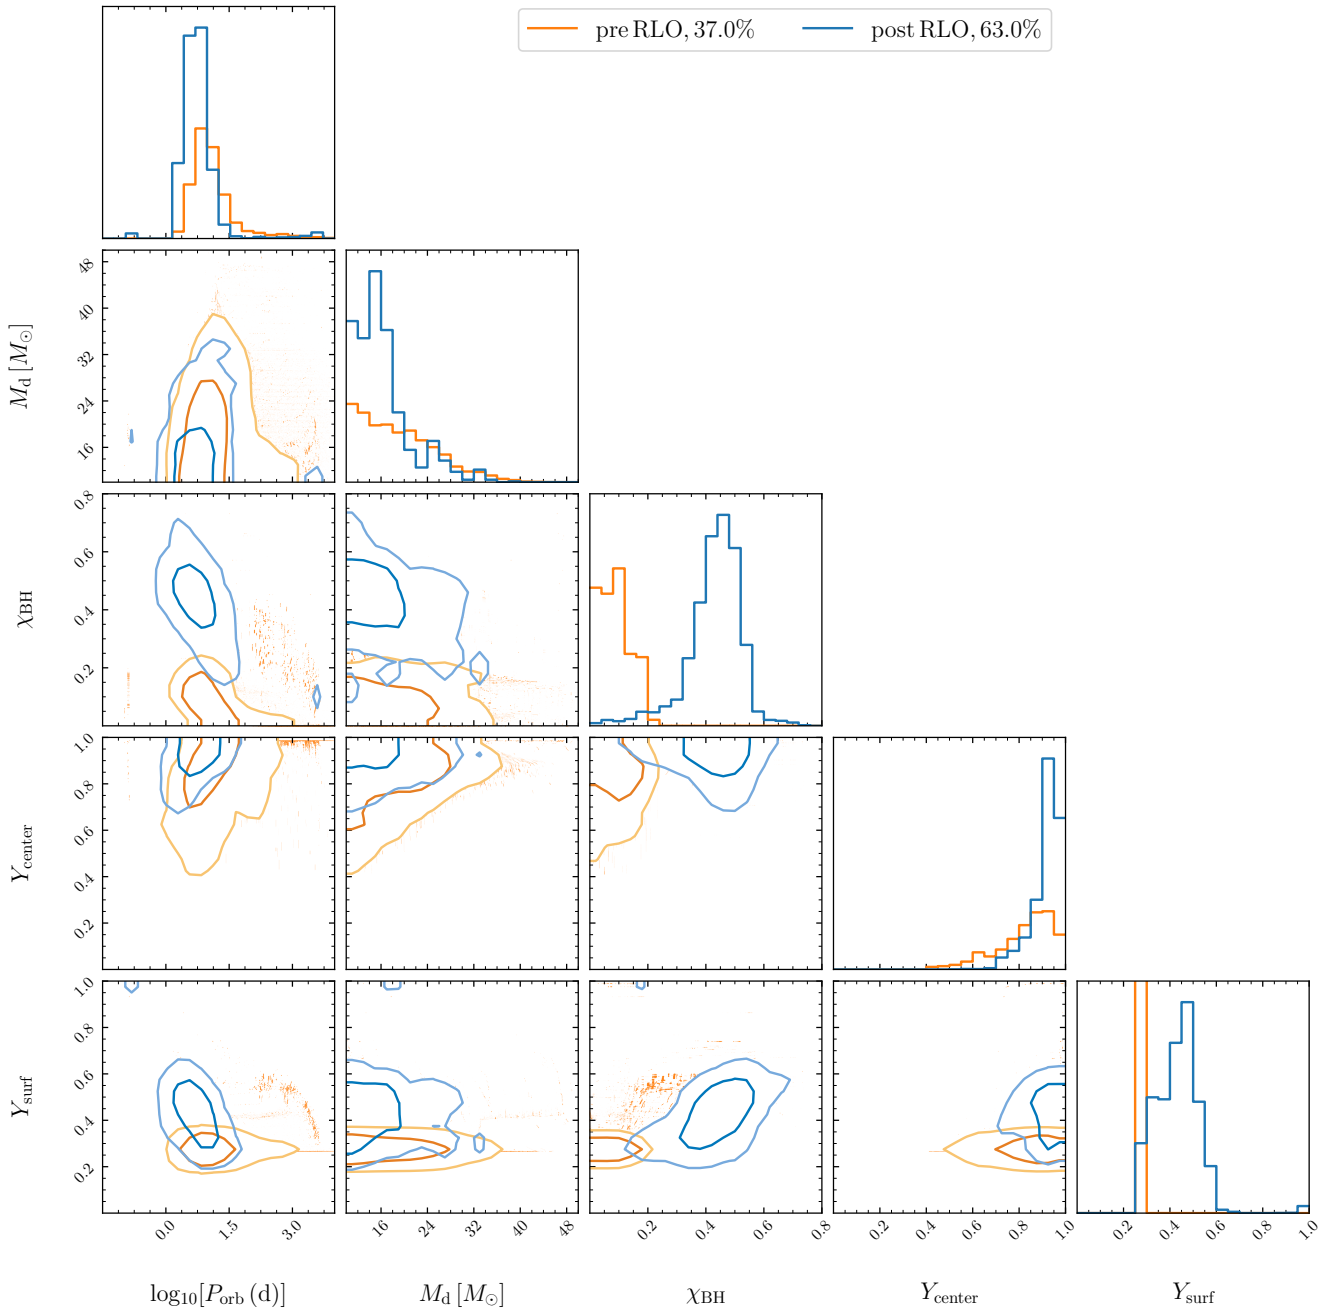 pre RLO, 37.0% post RLO, 63.0%
M_d [M_⊙]
48
40
32
24
16
χ_BH
0.8
0.6
0.4
0.2
Y_center
1.0
0.8
0.6
0.4
0.2
Y_surf
1.0
0.8
0.6
0.4
0.2
0.0 1.5 3.0 16 24 32 40 48 0.2 0.4 0.6 0.8 0.2 0.4 0.6 0.8 1.0 0.2 0.4 0.6 0.8 1.0
log₁₀[P_orb (d)] M_d [M_⊙] χ_BH Y_center Y_surf